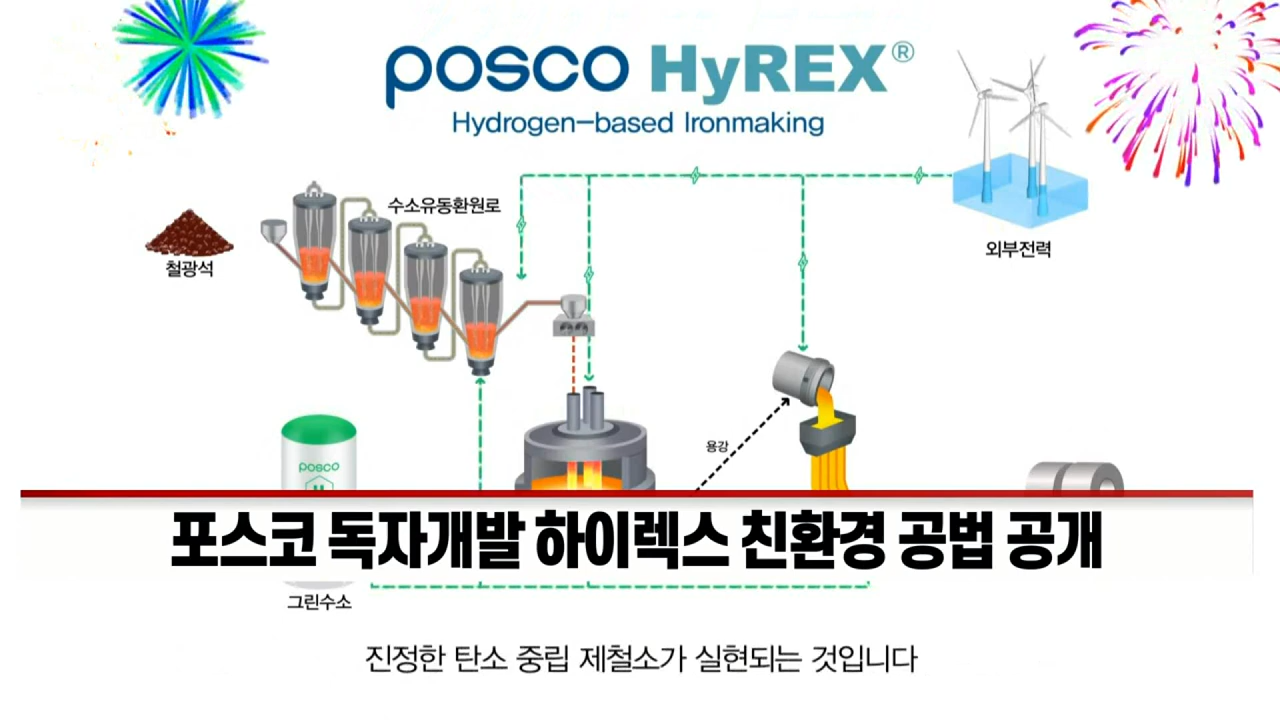 posco HyREX®
Hydrogen-based Ironmaking
수소유동환원로
철광석
외부전력
용강
posco
H
포스코 독자개발 하이렉스 친환경 공법 공개
그린수소
진정한 탄소 중립 제철소가 실현되는 것입니다